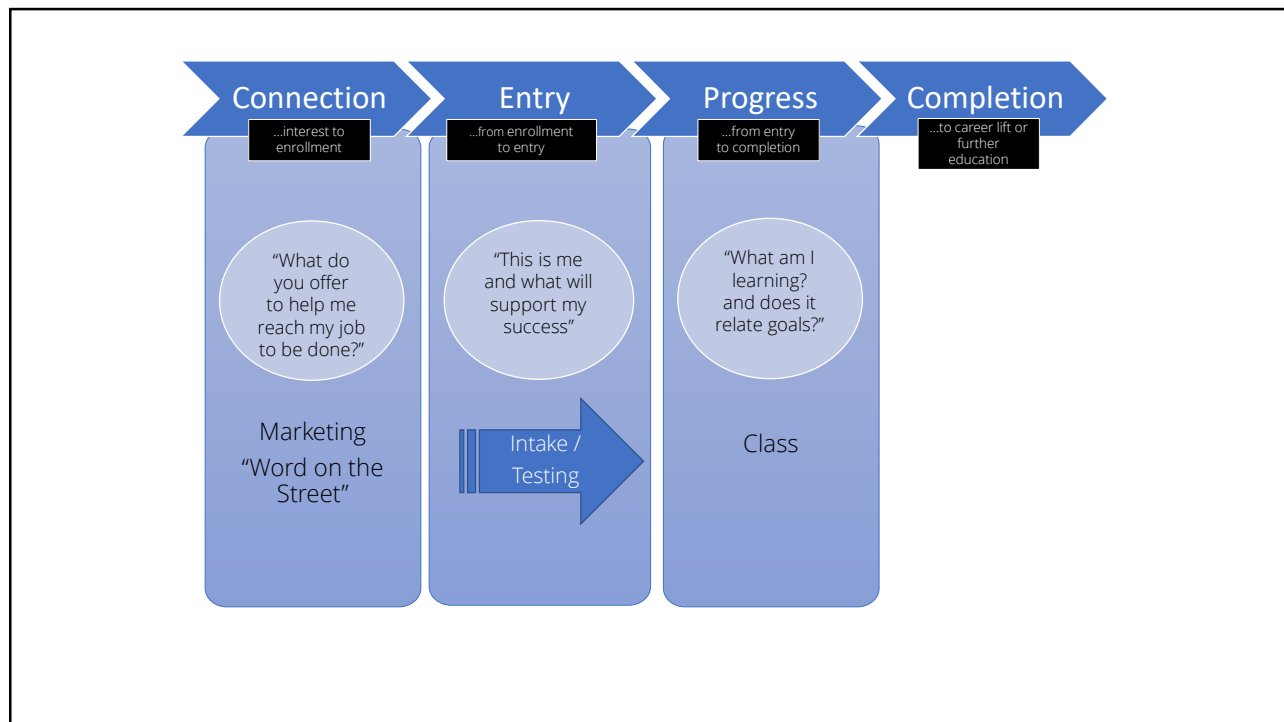 Connection
...interest to
enrollment
Entry
...from enrollment
to entry
Progress
...from entry
to completion
Completion
...to career lift or
further
education
“What do
you offer
to help me
reach my job
to be done?”
Marketing
“Word on the
Street”
“This is me
and what will
support my
success”
Intake /
Testing
“What am I
learning?
and does it
relate goals?”
Class